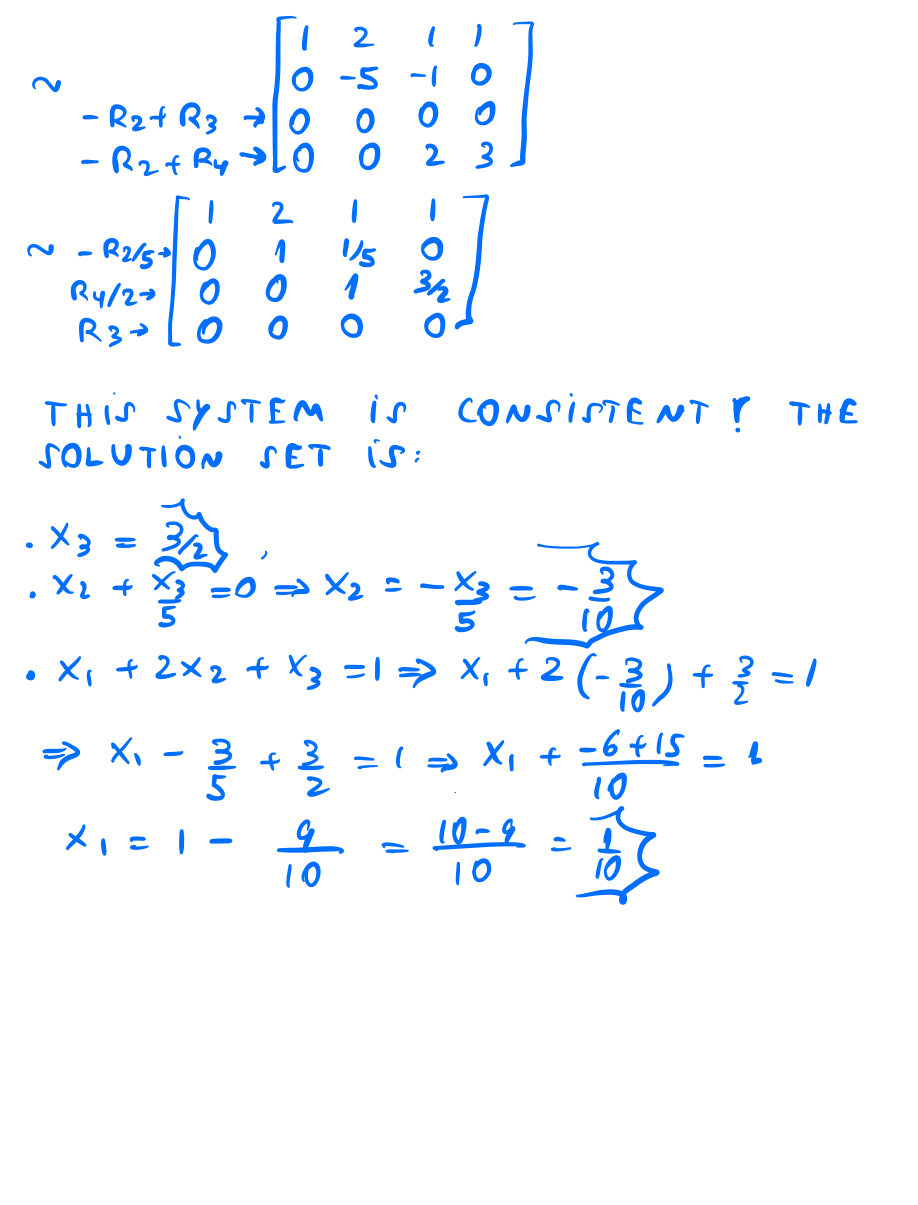 1 2 1 1
~ 0 -5 -1 0
-R2 + R3 → 0 0 0 0
-R2 + R4 → 0 0 2 3
1 2 1 1
~ -R2/5 → 0 1 1/5 0
R4/2 → 0 0 1 3/2
R3 → 0 0 0 0
THIS SYSTEM IS CONSISTENT! THE
SOLUTION SET IS:
. x3 = 3/2,
. x2 + x3/5 = 0 ⇒ x2 = -x3/5 = -3/10
. x1 + 2x2 + x3 = 1 ⇒ x1 + 2(-3/10) + 3/2 = 1
⇒ x1 - 3/5 + 3/2 = 1 ⇒ x1 + (-6+15)/10 = 1
x1 = 1 - 9/10 = (10-9)/10 = 1/10